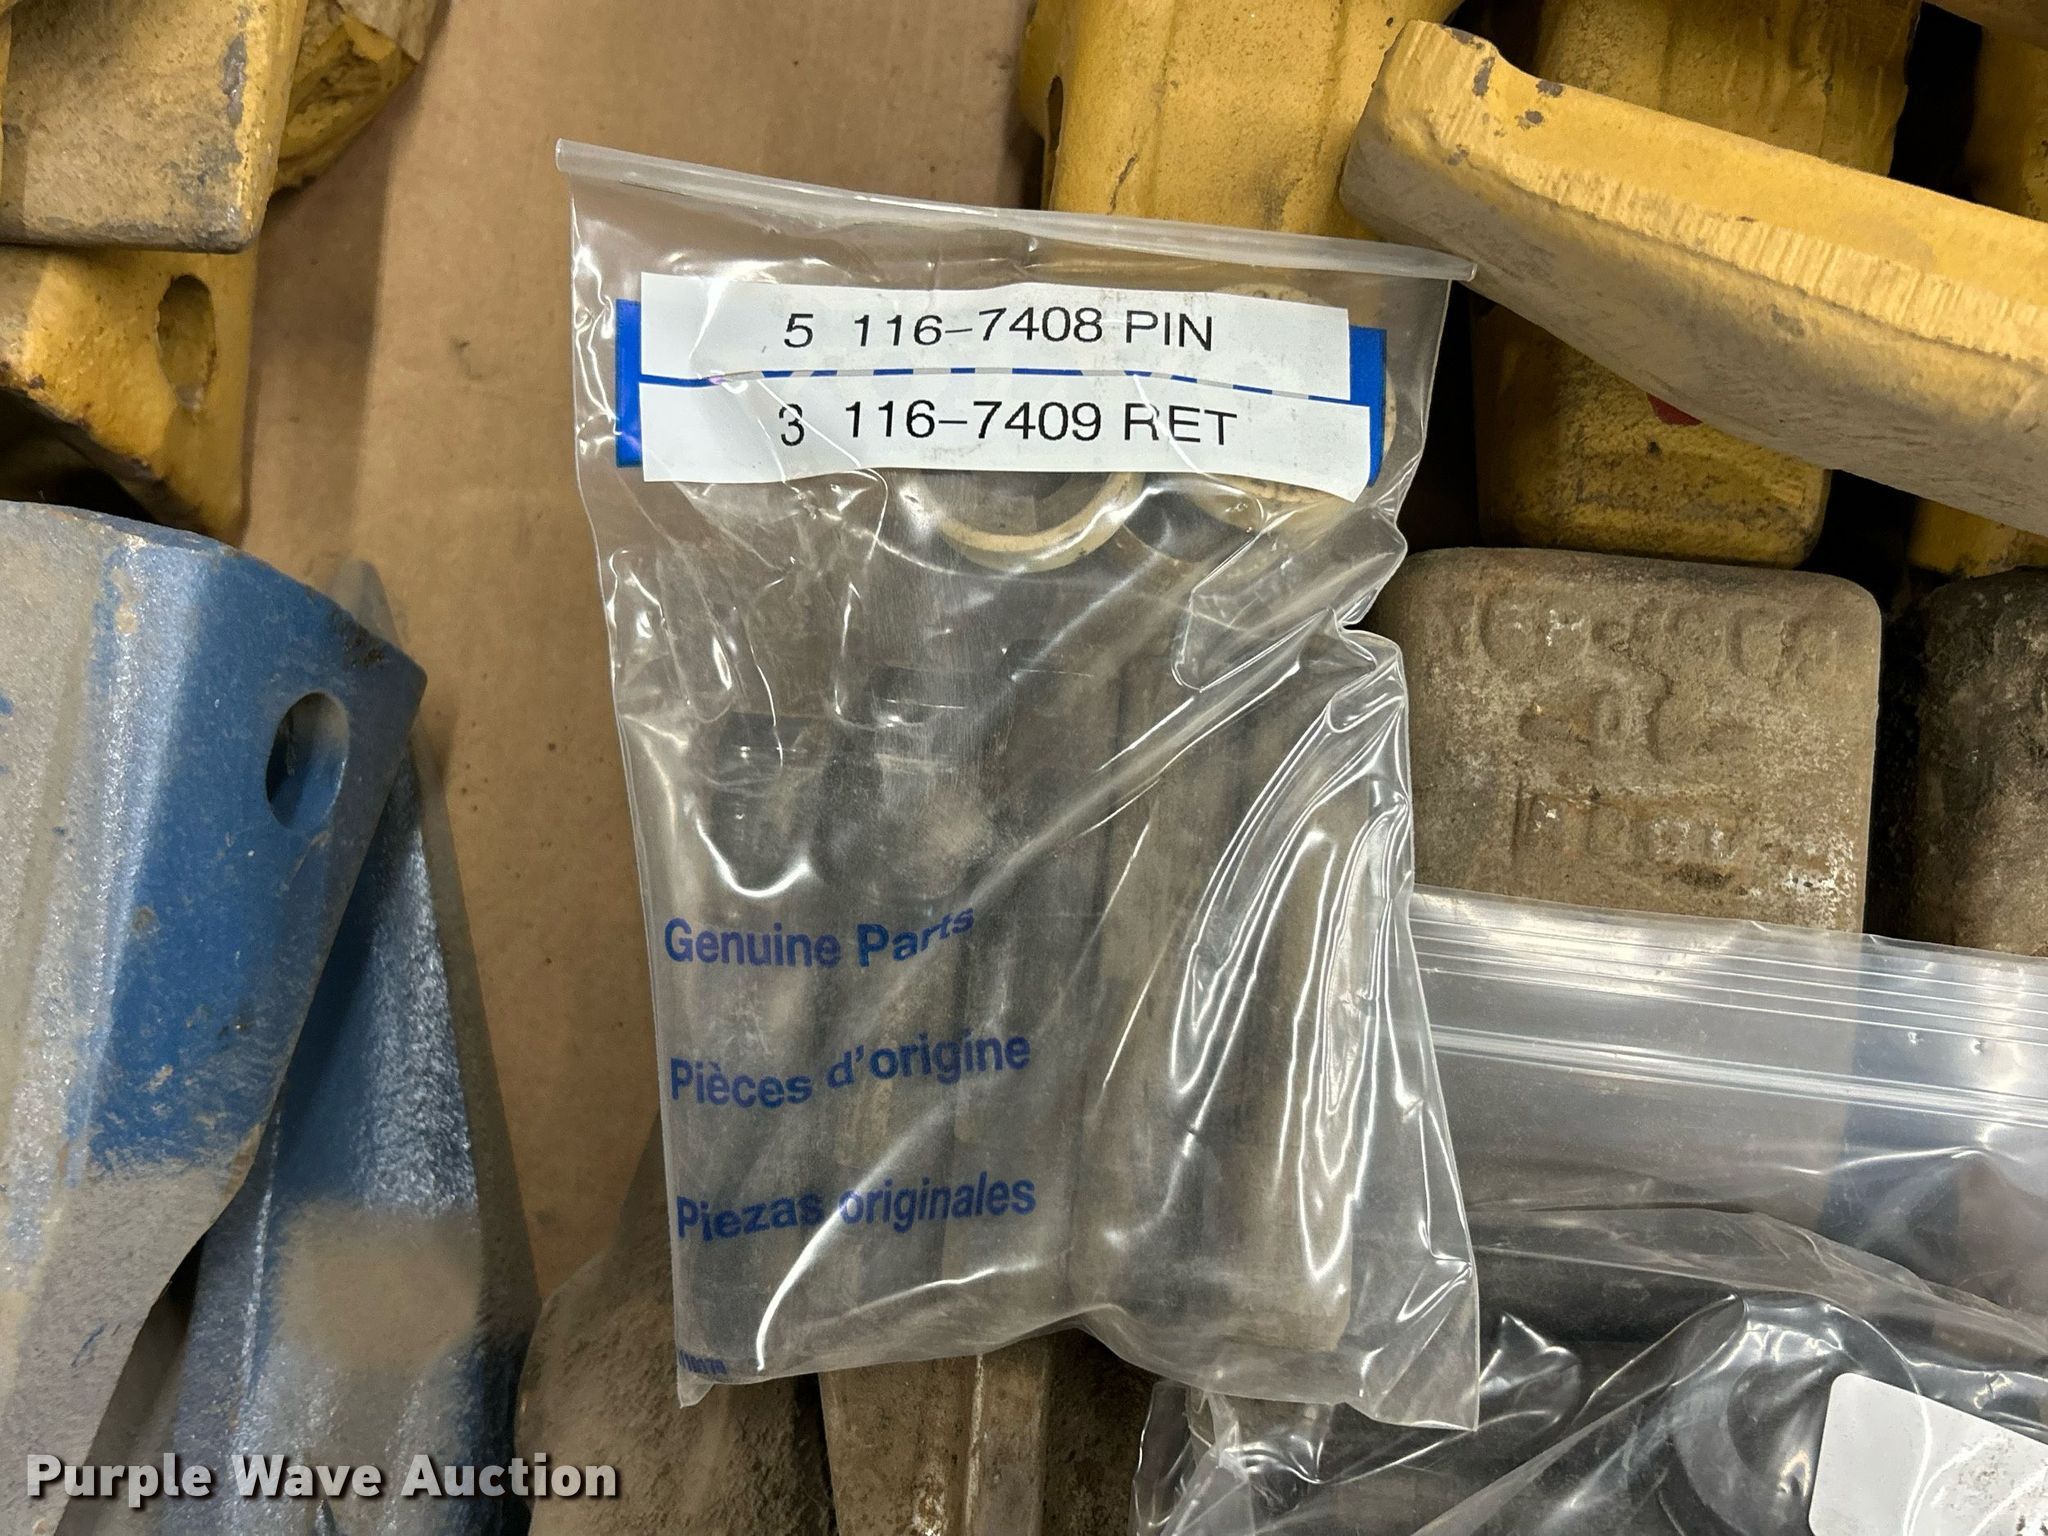 5 116-7408 PIN
3 116-7409 RET
Genuine Parts
Pièces d'origine
Piezas originales
Purple Wave Auction